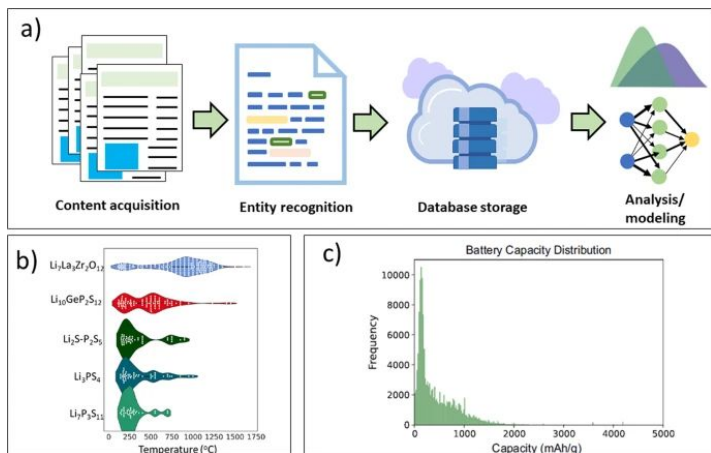 a)
Content acquisition
Entity recognition
Database storage
Analysis/
modeling
b)
Li₇La₃Zr₂O₁₂
Li₁₀GeP₂S₁₂
Li₂S-P₂S₅
Li₃PS₄
Li₇P₃S₁₁
0 250 500 750 1000 1250 1500 1750
Temperature (°C)
c)
Battery Capacity Distribution
Frequency
10000
8000
6000
4000
2000
0
0 1000 2000 3000 4000 5000
Capacity (mAh/g)